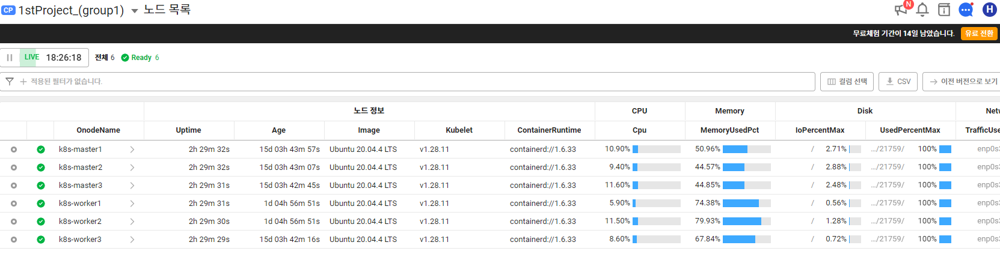 CP 1stProject_(group1) 노드 목록 N H
무료체험 기간이 14일 남았습니다. 유료 전환
LIVE 18:26:18 전체 6 Ready 6
적용된 필터가 없습니다. 컬럼 선택 CSV 이전 버전으로 보기
노드 정보 CPU Memory Disk Netw
OnodeName Uptime Age Image Kubelet ContainerRuntime Cpu MemoryUsedPct IoPercentMax UsedPercentMax TrafficUse
k8s-master1 2h 29m 32s 15d 03h 43m 57s Ubuntu 20.04.4 LTS v1.28.11 containerd://1.6.33 10.90% 50.96% / 2.71% .../21759/ 100% enp0s3
k8s-master2 2h 29m 32s 15d 03h 43m 07s Ubuntu 20.04.4 LTS v1.28.11 containerd://1.6.33 9.40% 44.57% / 2.88% .../21759/ 100% enp0s3
k8s-master3 2h 29m 31s 15d 03h 42m 45s Ubuntu 20.04.4 LTS v1.28.11 containerd://1.6.33 11.60% 44.85% / 2.48% .../21759/ 100% enp0s3
k8s-worker1 2h 29m 31s 1d 04h 56m 51s Ubuntu 20.04.4 LTS v1.28.11 containerd://1.6.33 5.90% 74.38% / 0.56% .../21759/ 100% enp0s3
k8s-worker2 2h 29m 30s 1d 04h 56m 51s Ubuntu 20.04.4 LTS v1.28.11 containerd://1.6.33 11.50% 79.93% / 1.28% .../21759/ 100% enp0s3
k8s-worker3 2h 29m 29s 15d 03h 42m 16s Ubuntu 20.04.4 LTS v1.28.11 containerd://1.6.33 8.60% 67.84% / 0.72% .../21759/ 100% enp0s3